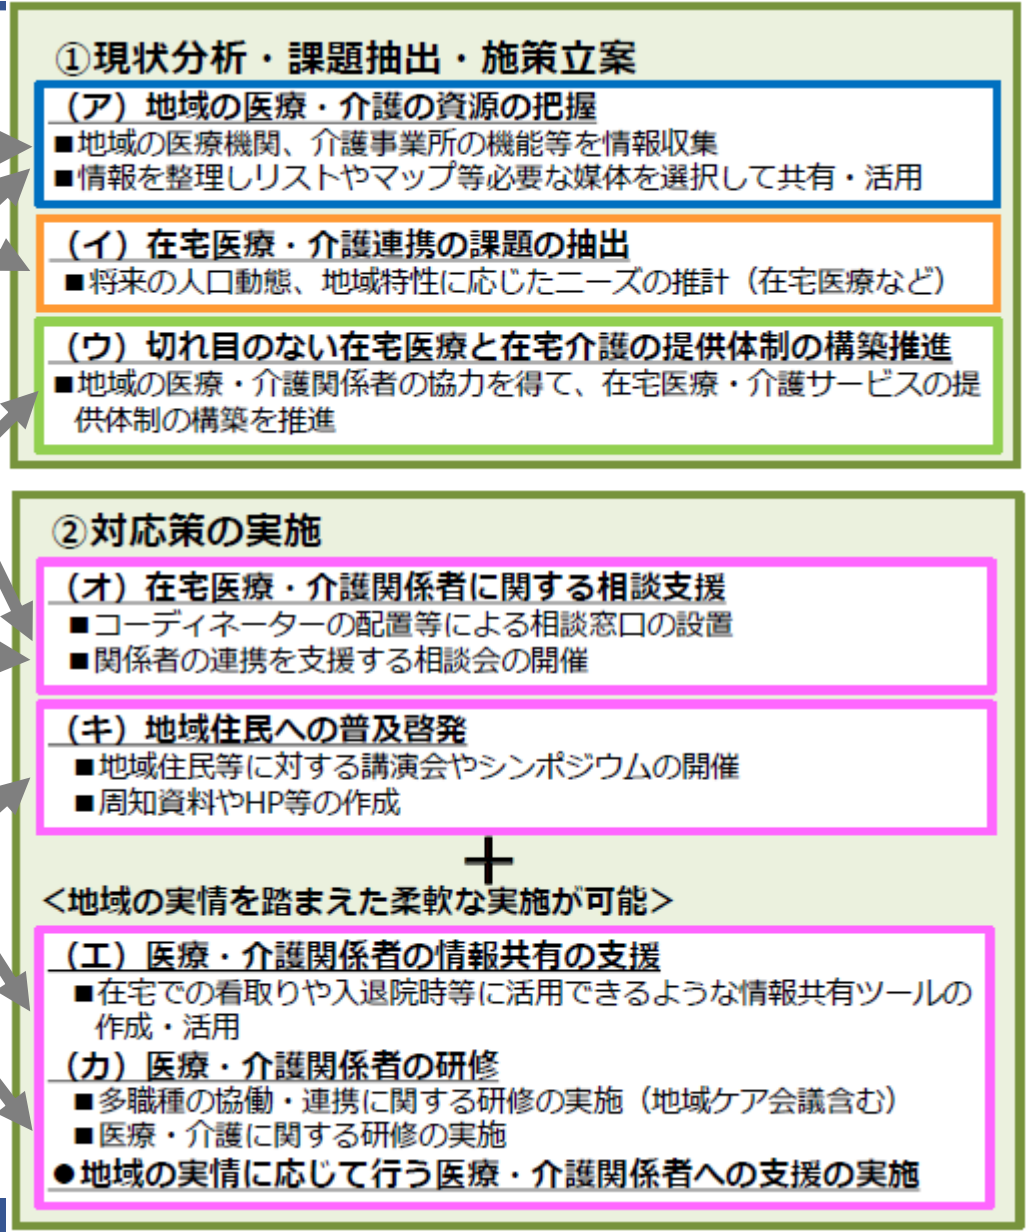 ①現状分析・課題抽出・施策立案
（ア）地域の医療・介護の資源の把握
■地域の医療機関、介護事業所の機能等を情報収集
■情報を整理しリストやマップ等必要な媒体を選択して共有・活用
（イ）在宅医療・介護連携の課題の抽出
■将来の人口動態、地域特性に応じたニーズの推計（在宅医療など）
（ウ）切れ目のない在宅医療と在宅介護の提供体制の構築推進
■地域の医療・介護関係者の協力を得て、在宅医療・介護サービスの提
供体制の構築を推進
②対応策の実施
（オ）在宅医療・介護関係者に関する相談支援
■コーディネーターの配置等による相談窓口の設置
■関係者の連携を支援する相談会の開催
（キ）地域住民への普及啓発
■地域住民等に対する講演会やシンポジウムの開催
■周知資料やHP等の作成
＋
＜地域の実情を踏まえた柔軟な実施が可能＞
（エ）医療・介護関係者の情報共有の支援
■在宅での看取りや入退院時等に活用できるような情報共有ツールの
作成・活用
（カ）医療・介護関係者の研修
■多職種の協働・連携に関する研修の実施（地域ケア会議含む）
■医療・介護に関する研修の実施
●地域の実情に応じて行う医療・介護関係者への支援の実施